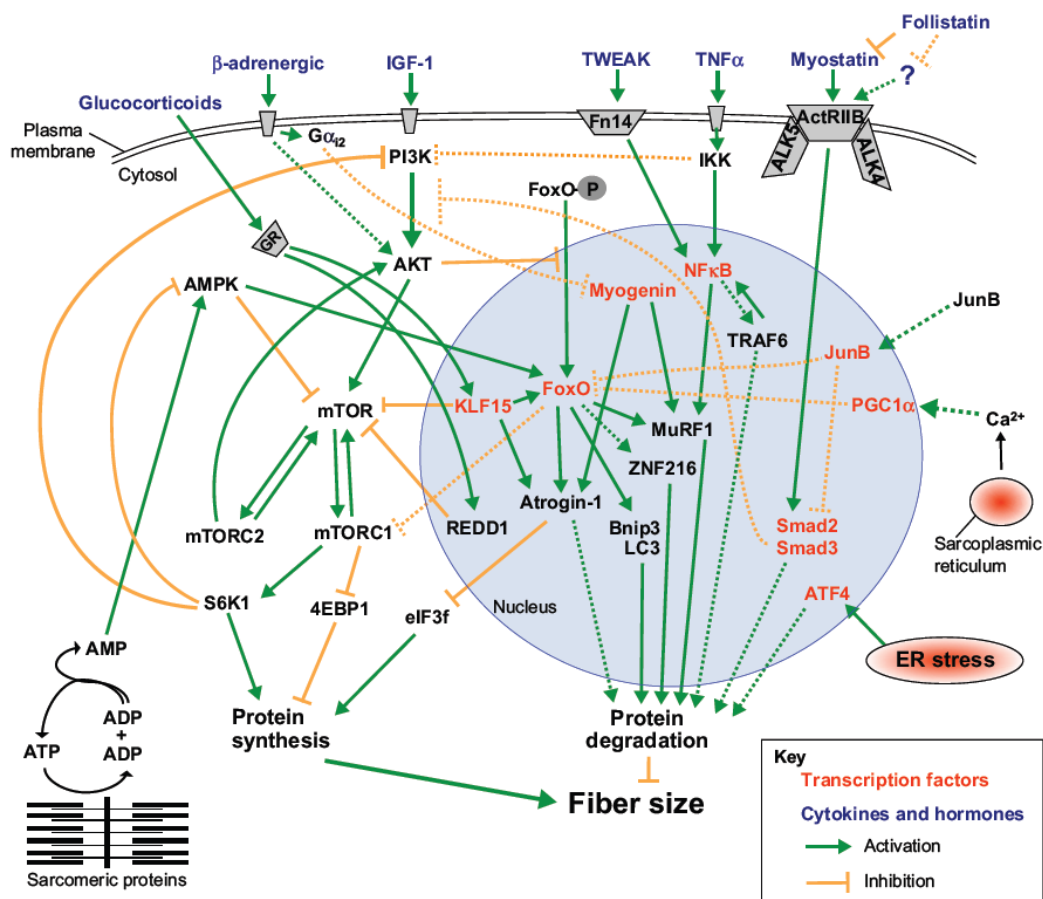 Follistatin
β-adrenergic
IGF-1
TWEAK
TNFα
Myostatin
?
Glucocorticoids
Plasma
membrane
Cytosol
Gαi2
PI3K
Fn14
IKK
ActRIIB
ALK5
ALK4
FoxO-P
GR
AKT
AMPK
NFκB
Myogenin
TRAF6
JunB
JunB
mTOR
KLF15
FoxO
PGC1α
Ca2+
MuRF1
ZNF216
Atrogin-1
mTORC2
mTORC1
REDD1
Bnip3
LC3
Smad2
Smad3
Sarcoplasmic
reticulum
S6K1
4EBP1
eIF3f
Nucleus
ATF4
AMP
ER stress
ADP
+
ADP
ATP
Protein
synthesis
Protein
degradation
Fiber size
Sarcomeric proteins
Key
Transcription factors
Cytokines and hormones
Activation
Inhibition